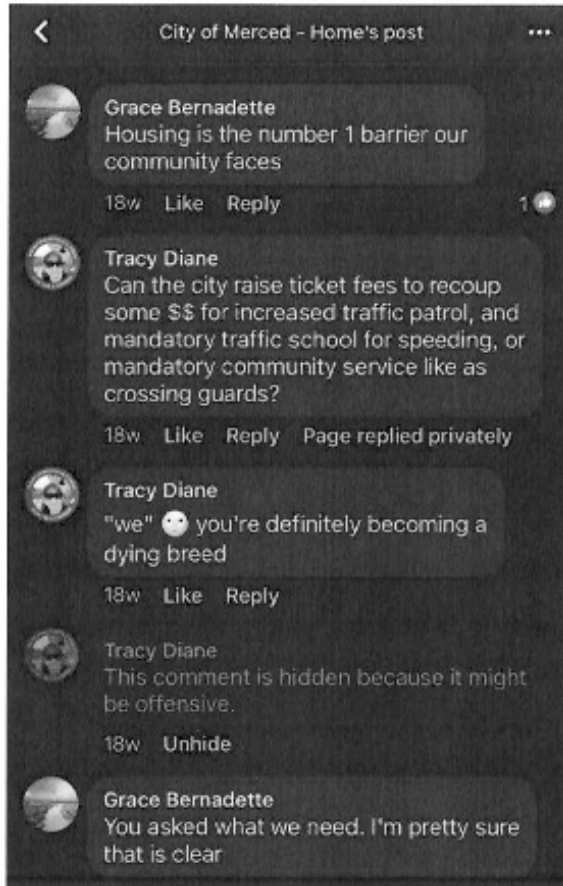 City of Merced - Home's post
Grace Bernadette
Housing is the number 1 barrier our
community faces
18w Like Reply 1
Tracy Diane
Can the city raise ticket fees to recoup
some $$ for increased traffic patrol, and
mandatory traffic school for speeding, or
mandatory community service like as
crossing guards?
18w Like Reply Page replied privately
Tracy Diane
"we" 😶 you're definitely becoming a
dying breed
18w Like Reply
Tracy Diane
This comment is hidden because it might
be offensive.
18w Unhide
Grace Bernadette
You asked what we need. I'm pretty sure
that is clear